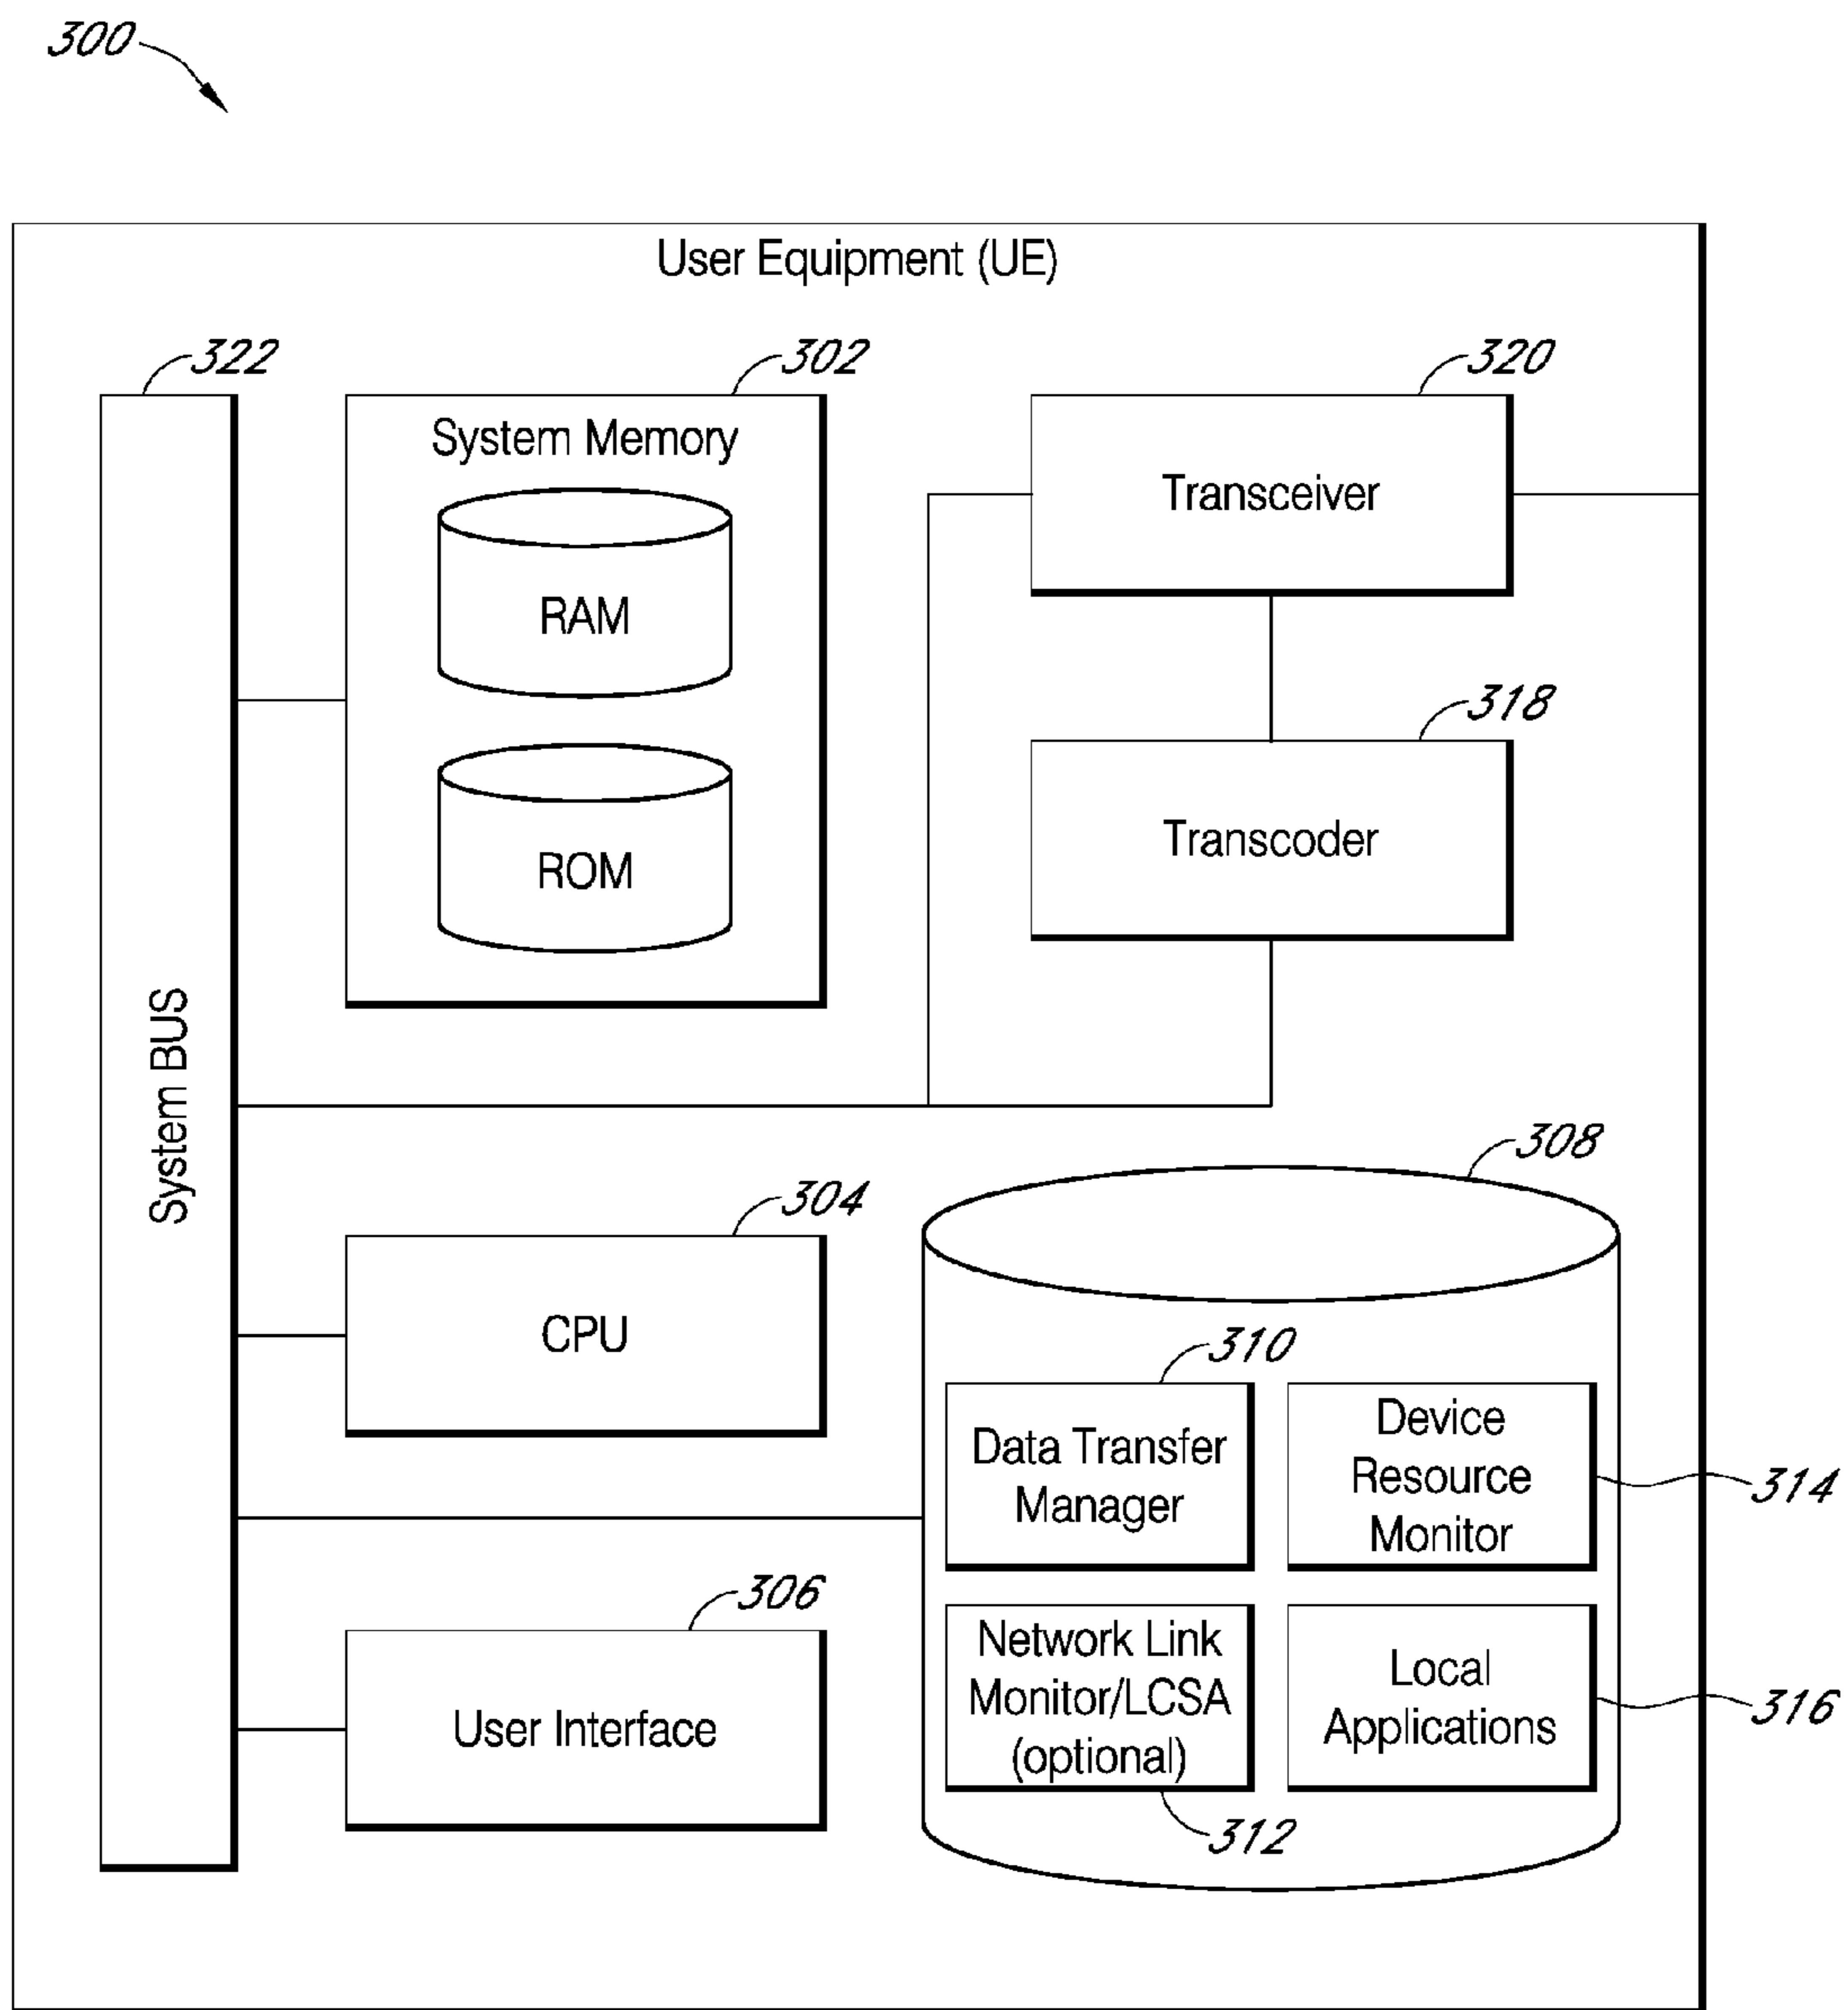 300
User Equipment (UE)
322
302
320
System Memory
Transceiver
RAM
318
Transcoder
ROM
System BUS
308
304
CPU
310
Data Transfer
Manager
Device
Resource
Monitor
314
306
User Interface
Network Link
Monitor/LCSA
(optional)
Local
Applications
316
312